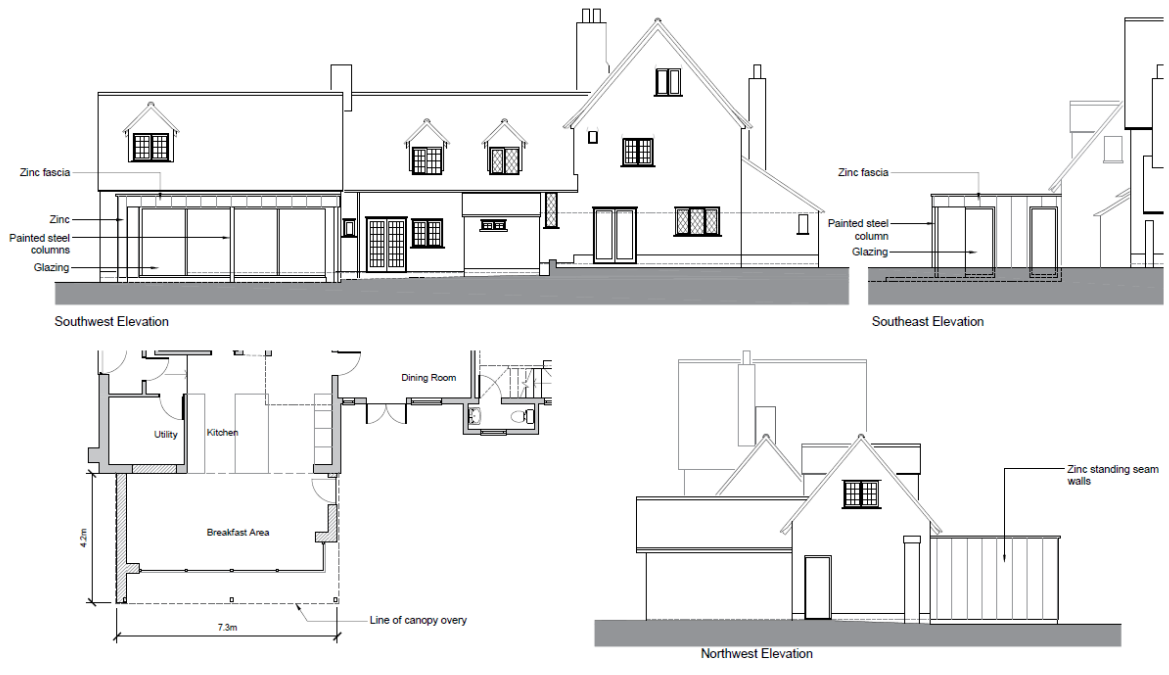 Zinc fascia
Zinc
Painted steel
columns
Glazing
Southwest Elevation
Zinc fascia
Painted steel
column
Glazing
Southeast Elevation
Dining Room
Utility
Kitchen
Breakfast Area
4.2m
7.3m
Line of canopy overy
Zinc standing seam
walls
Northwest Elevation